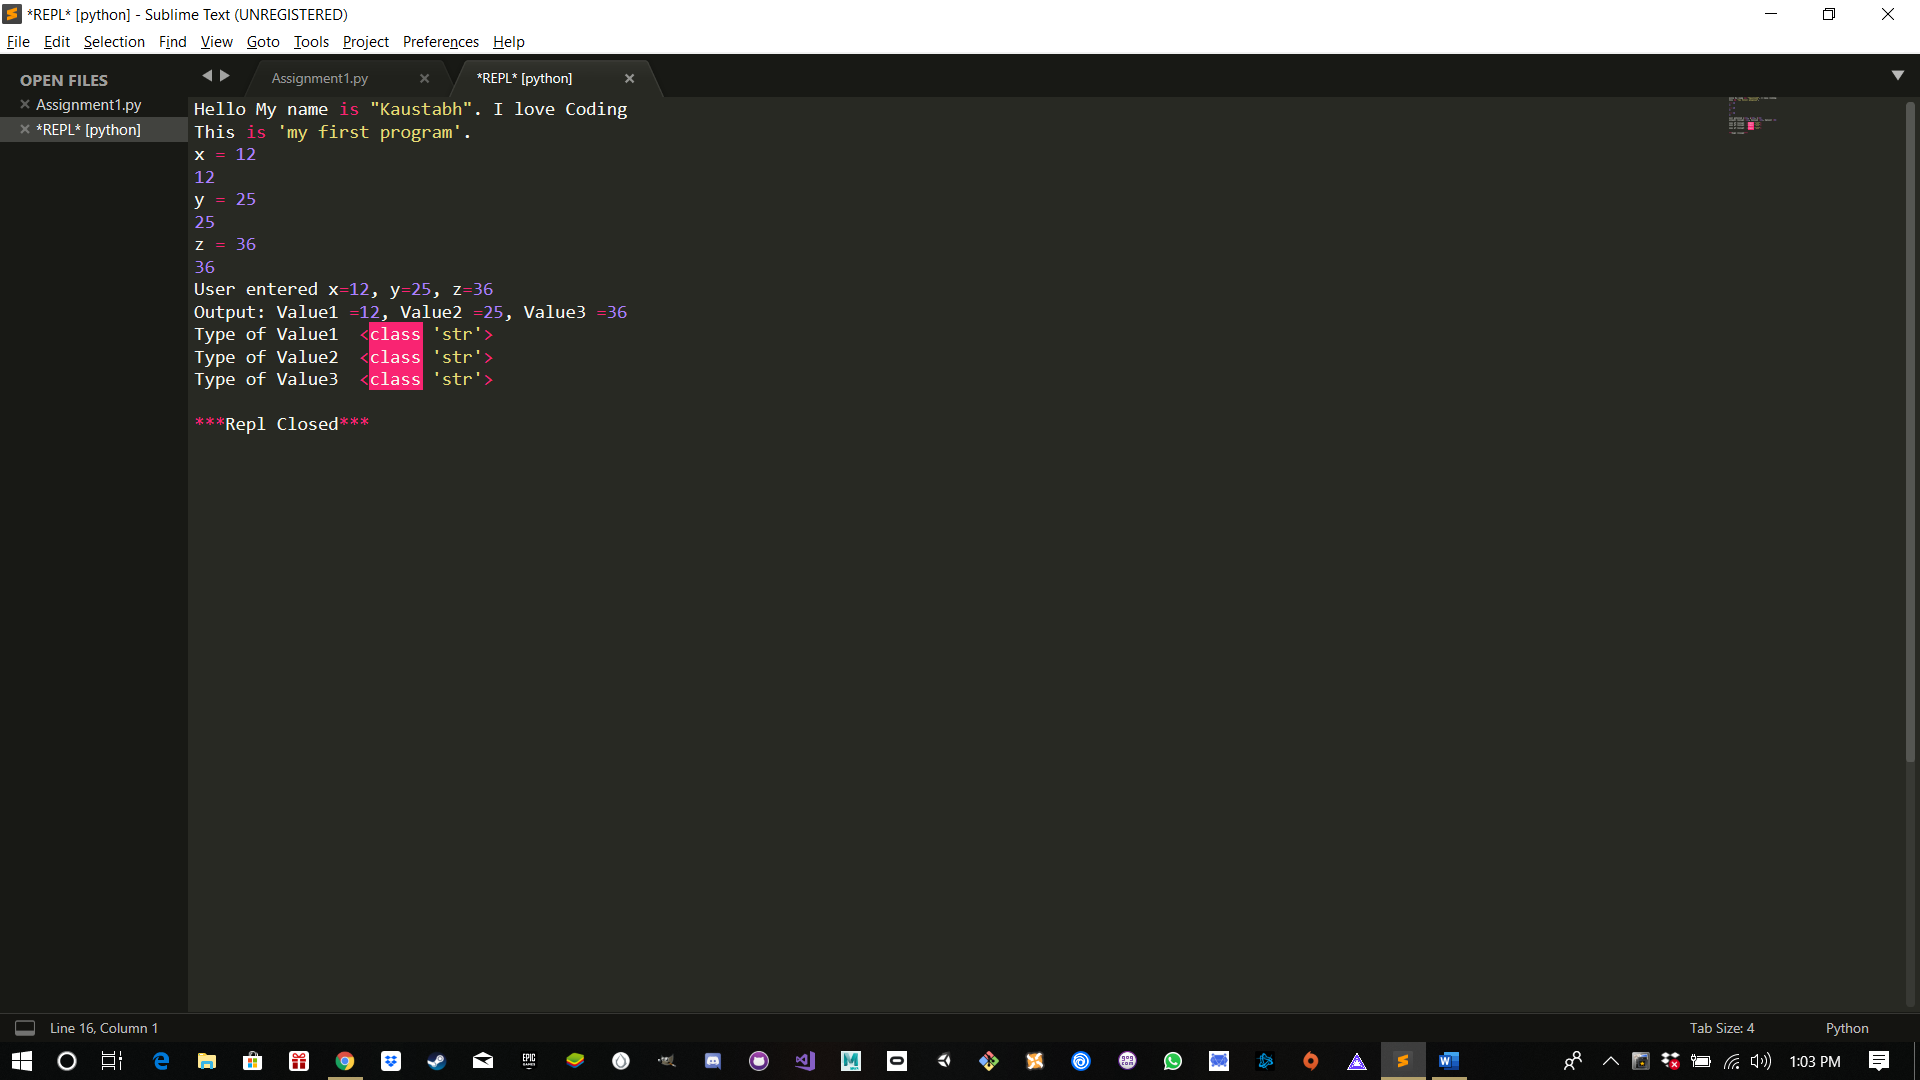 *REPL* [python] - Sublime Text (UNREGISTERED)
File Edit Selection Find View Goto Tools Project Preferences Help
OPEN FILES
Assignment1.py
*REPL* [python]
Assignment1.py *REPL* [python]
Hello My name is "Kaustabh". I love Coding
This is 'my first program'.
x = 12
12
y = 25
25
z = 36
36
User entered x=12, y=25, z=36
Output: Value1 =12, Value2 =25, Value3 =36
Type of Value1  <class 'str'>
Type of Value2  <class 'str'>
Type of Value3  <class 'str'>
***Repl Closed***
Line 16, Column 1 Tab Size: 4 Python
EPIC GAMES
1:03 PM